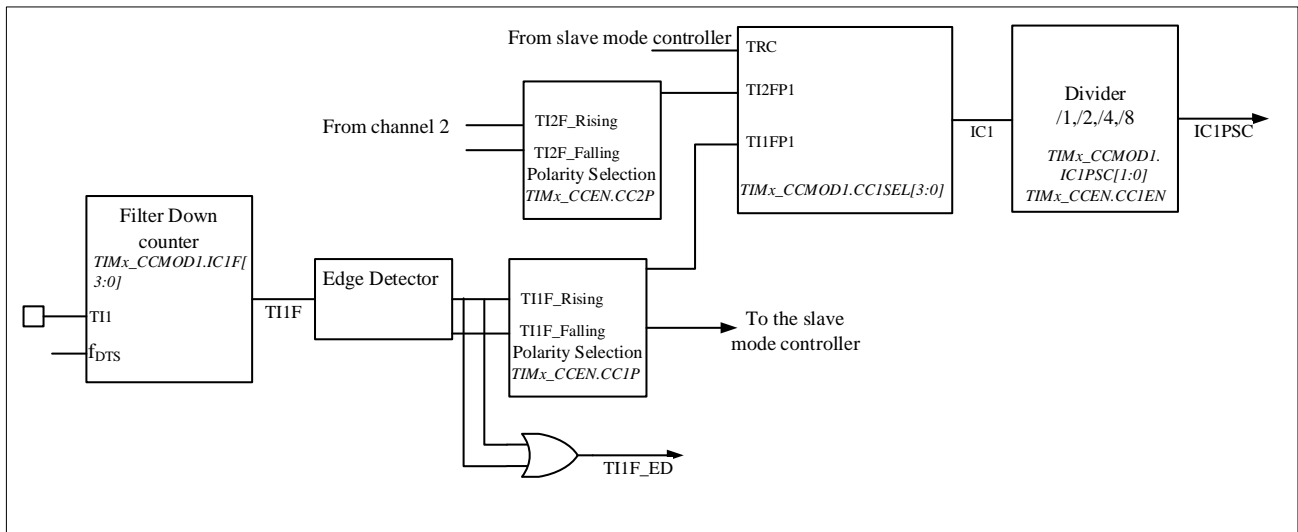 From slave mode controller
TRC
TI2FP1
TI1FP1
TIMx_CCMOD1.CC1SEL[3:0]
IC1
Divider
/1,/2,/4,/8
TIMx_CCMOD1.
IC1PSC[1:0]
TIMx_CCEN.CC1EN
IC1PSC
From channel 2
TI2F_Rising
TI2F_Falling
Polarity Selection
TIMx_CCEN.CC2P
Filter Down
counter
TIMx_CCMOD1.IC1F[
3:0]
TI1
fDTS
TI1F
Edge Detector
TI1F_Rising
TI1F_Falling
Polarity Selection
TIMx_CCEN.CC1P
To the slave
mode controller
TI1F_ED